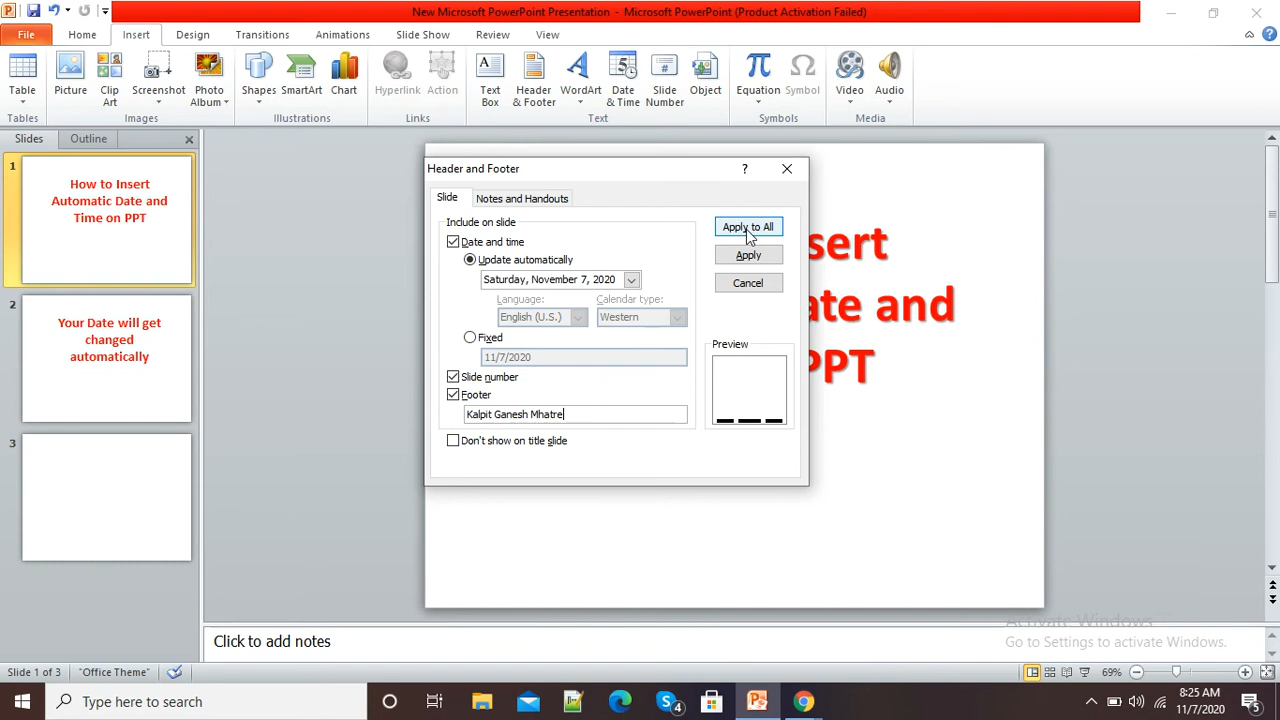 New Microsoft PowerPoint Presentation - Microsoft PowerPoint (Product Activation Failed)
File Home Insert Design Transitions Animations Slide Show Review View
Table Picture Clip Art Screenshot Photo Album Shapes SmartArt Chart Hyperlink Action Text Box Header & Footer WordArt Date & Time Slide Number Object Equation Symbol Video Audio
Tables Images Illustrations Links Text Symbols Media
Slides Outline
1
How to Insert
Automatic Date and
Time on PPT
2
Your Date will get
changed
automatically
3
Header and Footer
Slide Notes and Handouts
Include on slide
Date and time
Update automatically
Saturday, November 7, 2020
Language: Calendar type:
English (U.S.) Western
Fixed
11/7/2020
Slide number
Footer
Kalpit Ganesh Mhatre
Don't show on title slide
Apply to All
Apply
Cancel
Preview
sert
ate and
PPT
Click to add notes
Activate Windows
Go to Settings to activate Windows.
Slide 1 of 3 "Office Theme" 69%
Type here to search
4
8:25 AM
11/7/2020
5